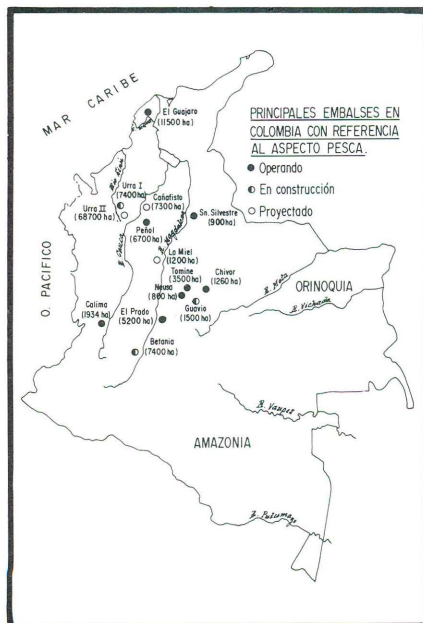 MAR CARIBE
El Guajaro
(11500 ha)
PRINCIPALES EMBALSES EN
COLOMBIA CON REFERENCIA
AL ASPECTO PESCA.
Operando
En construcción
Proyectado
Urra I
(7400 ha)
Urra II
(68700 ha)
Cañafisto
(7300 ha)
Peñol
(6700 ha)
Sn. Silvestre
(900 ha)
R. Cauca
R. Magdalena
La Miel
(1200 ha)
Tomine
(3500 ha)
Chivor
(1260 ha)
Neusa
(800 ha)
Guavio
(1500 ha)
O. PACIFICO
Calima
(1934 ha)
El Prado
(5200 ha)
Betania
(7400 ha)
R. Meta
ORINOQUIA
R. Vichada
R. Vaupes
AMAZONIA
R. Putumayo